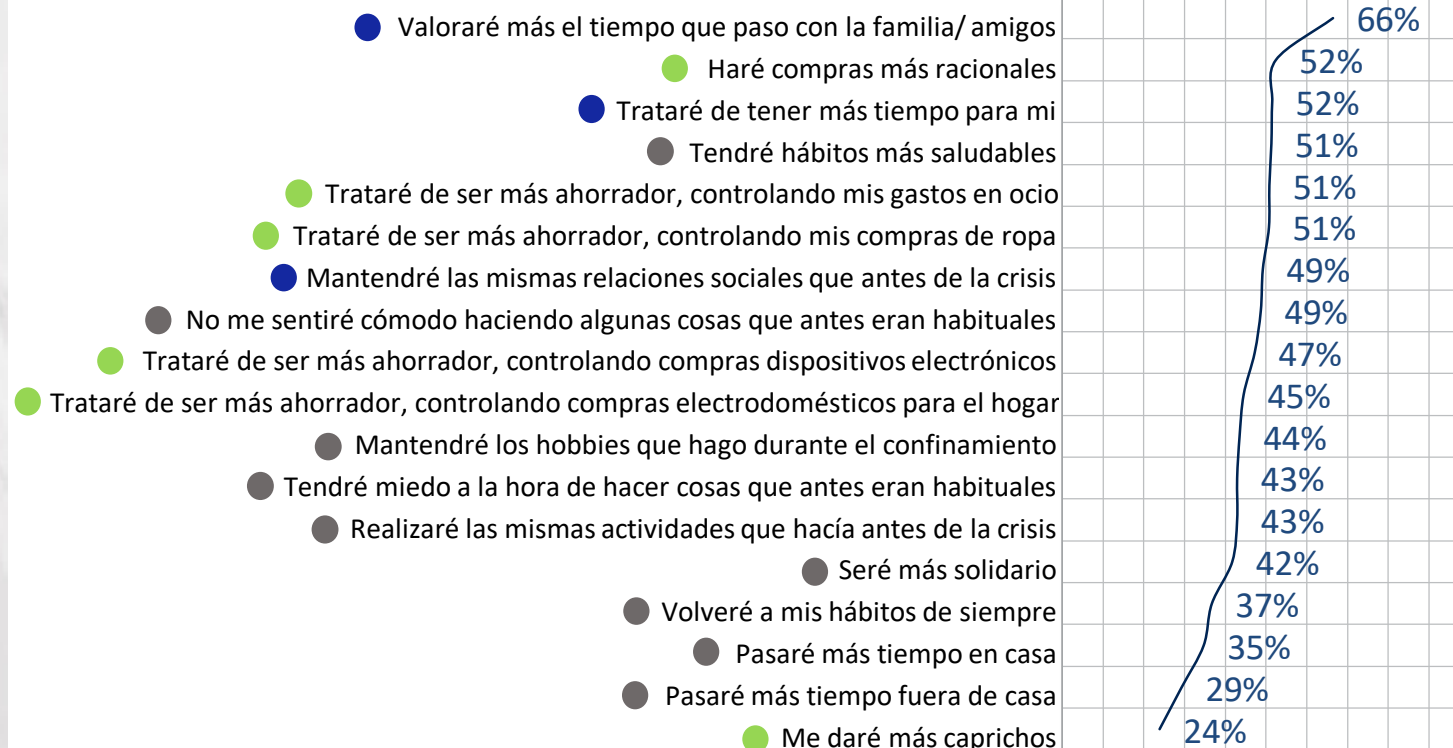 Valoraré más el tiempo que paso con la familia/ amigos 66%
Haré compras más racionales 52%
Trataré de tener más tiempo para mi 52%
Tendré hábitos más saludables 51%
Trataré de ser más ahorrador, controlando mis gastos en ocio 51%
Trataré de ser más ahorrador, controlando mis compras de ropa 51%
Mantendré las mismas relaciones sociales que antes de la crisis 49%
No me sentiré cómodo haciendo algunas cosas que antes eran habituales 49%
Trataré de ser más ahorrador, controlando compras dispositivos electrónicos 47%
Trataré de ser más ahorrador, controlando compras electrodomésticos para el hogar 45%
Mantendré los hobbies que hago durante el confinamiento 44%
Tendré miedo a la hora de hacer cosas que antes eran habituales 43%
Realizaré las mismas actividades que hacía antes de la crisis 43%
Seré más solidario 42%
Volveré a mis hábitos de siempre 37%
Pasaré más tiempo en casa 35%
Pasaré más tiempo fuera de casa 29%
Me daré más caprichos 24%